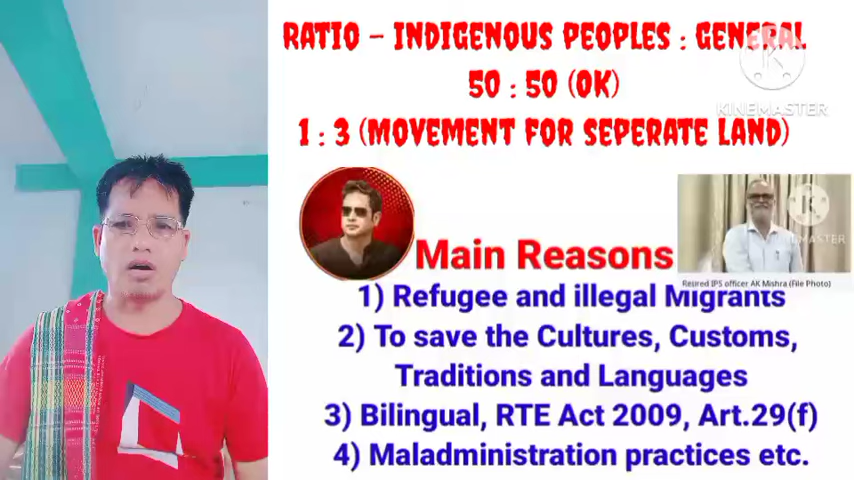 RATIO - INDIGENOUS PEOPLES : GENERAL
50 : 50 (OK)
1 : 3 (MOVEMENT FOR SEPERATE LAND)
KINEMASTER
Main Reasons
KINEMASTER
Retired IPS officer AK Mishra (File Photo)
1) Refugee and illegal Migrants
2) To save the Cultures, Customs,
Traditions and Languages
3) Bilingual, RTE Act 2009, Art.29(f)
4) Maladministration practices etc.